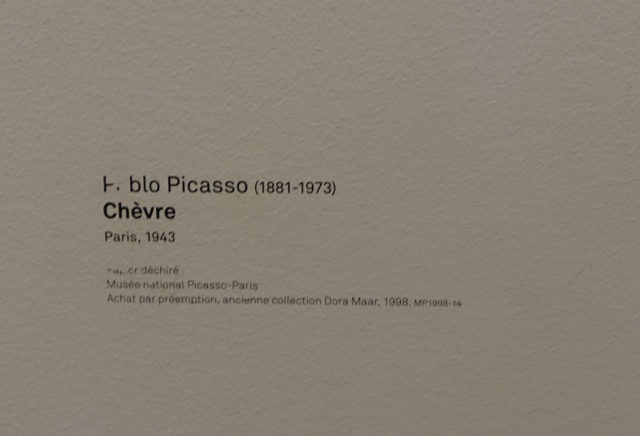 Picasso (1881-1973)
Chèvre
Paris, 1943
déchiré
Musée national Picasso-Paris
Achat par préemption, ancienne collection Dora Maar, 1998. MP1998-14